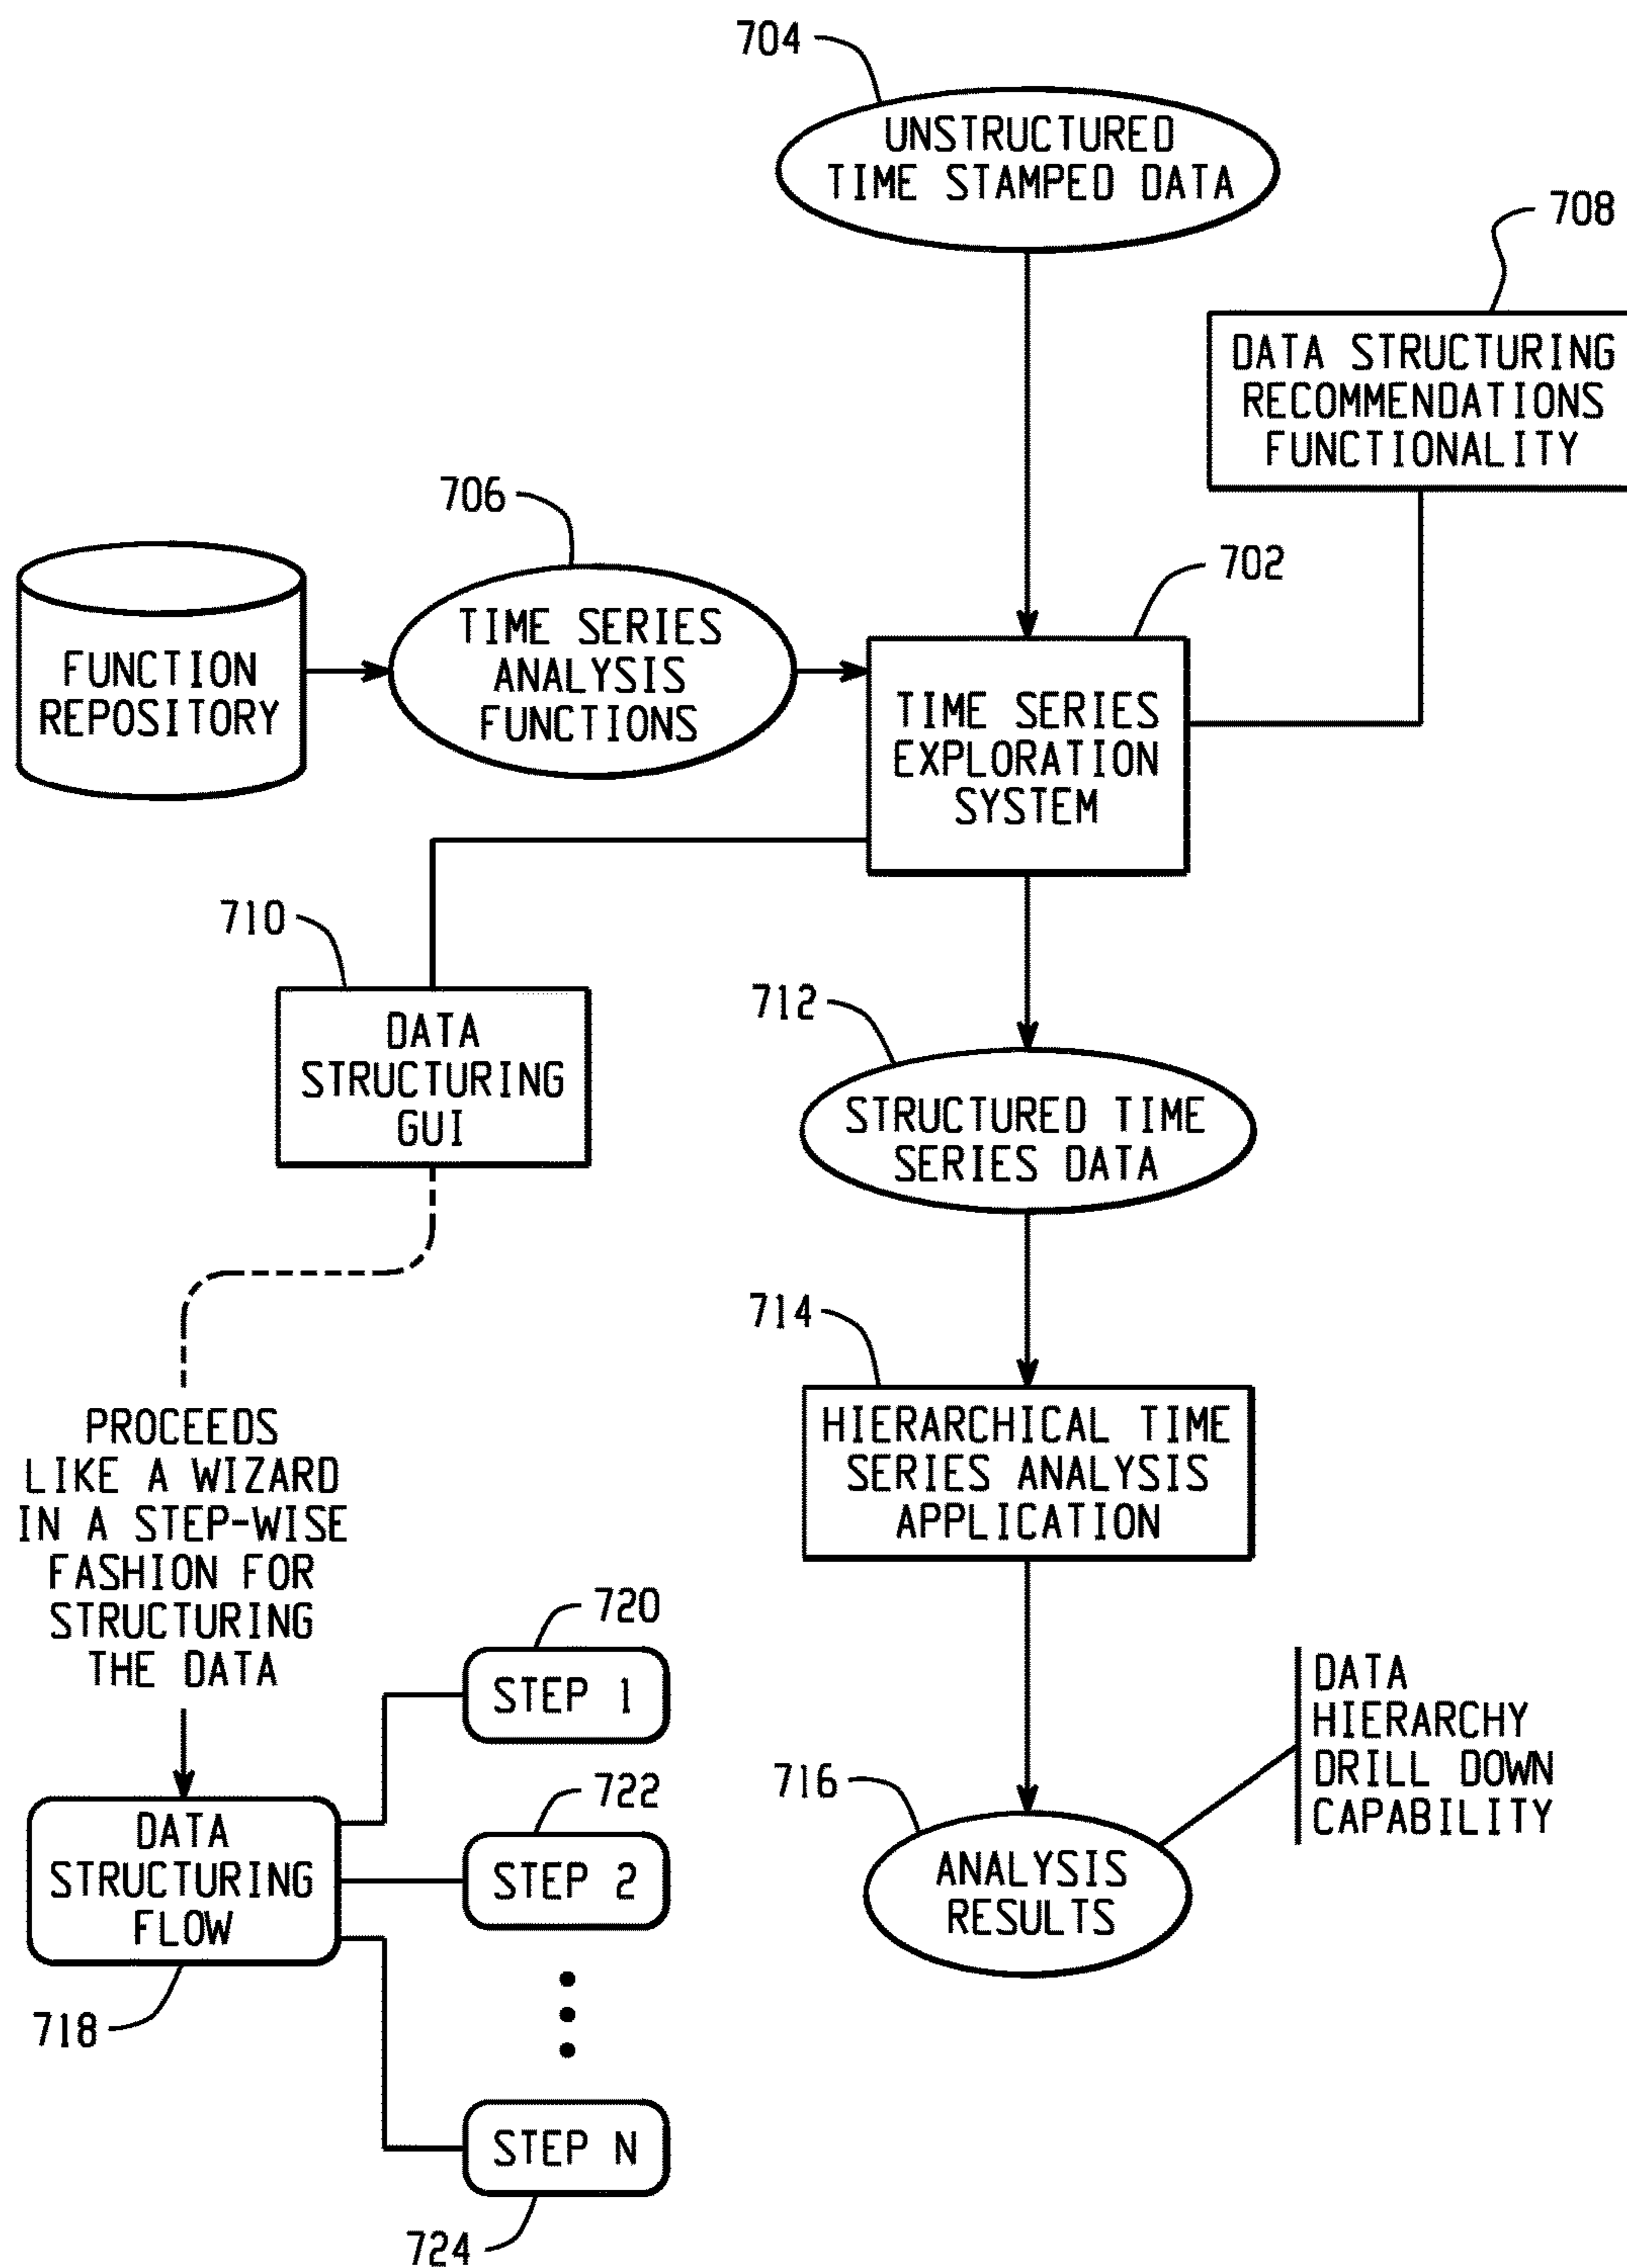 704
UNSTRUCTURED
TIME STAMPED DATA
708
DATA STRUCTURING
RECOMMENDATIONS
FUNCTIONALITY
706
702
FUNCTION
REPOSITORY
TIME SERIES
ANALYSIS
FUNCTIONS
TIME SERIES
EXPLORATION
SYSTEM
710
DATA
STRUCTURING
GUI
712
STRUCTURED TIME
SERIES DATA
714
HIERARCHICAL TIME
SERIES ANALYSIS
APPLICATION
PROCEEDS
LIKE A WIZARD
IN A STEP-WISE
FASHION FOR
STRUCTURING
THE DATA
720
STEP 1
722
STEP 2
DATA
STRUCTURING
FLOW
718
STEP N
724
716
ANALYSIS
RESULTS
DATA
HIERARCHY
DRILL DOWN
CAPABILITY